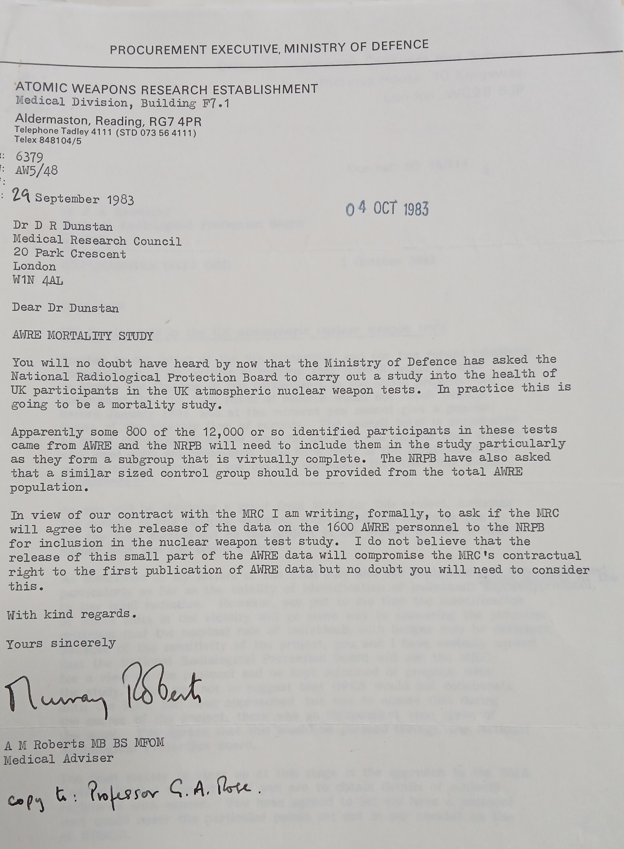 PROCUREMENT EXECUTIVE, MINISTRY OF DEFENCE
ATOMIC WEAPONS RESEARCH ESTABLISHMENT
Medical Division, Building F7.1
Aldermaston, Reading, RG7 4PR
Telephone Tadley 4111 (STD 073 56 4111)
Telex 848104/5
: 6379
: AW5/48
:
: 29 September 1983
04 OCT 1983
Dr D R Dunstan
Medical Research Council
20 Park Crescent
London
W1N 4AL
Dear Dr Dunstan
AWRE MORTALITY STUDY
You will no doubt have heard by now that the Ministry of Defence has asked the
National Radiological Protection Board to carry out a study into the health of
UK participants in the UK atmospheric nuclear weapon tests. In practice this is
going to be a mortality study.
Apparently some 800 of the 12,000 or so identified participants in these tests
came from AWRE and the NRPB will need to include them in the study particularly
as they form a subgroup that is virtually complete. The NRPB have also asked
that a similar sized control group should be provided from the total AWRE
population.
In view of our contract with the MRC I am writing, formally, to ask if the MRC
will agree to the release of the data on the 1600 AWRE personnel to the NRPB
for inclusion in the nuclear weapon test study. I do not believe that the
release of this small part of the AWRE data will compromise the MRC's contractual
right to the first publication of AWRE data but no doubt you will need to consider
this.
With kind regards.
Yours sincerely
Murray Roberts
A M Roberts MB BS MFOM
Medical Adviser
copy to: Professor G.A. Rose.